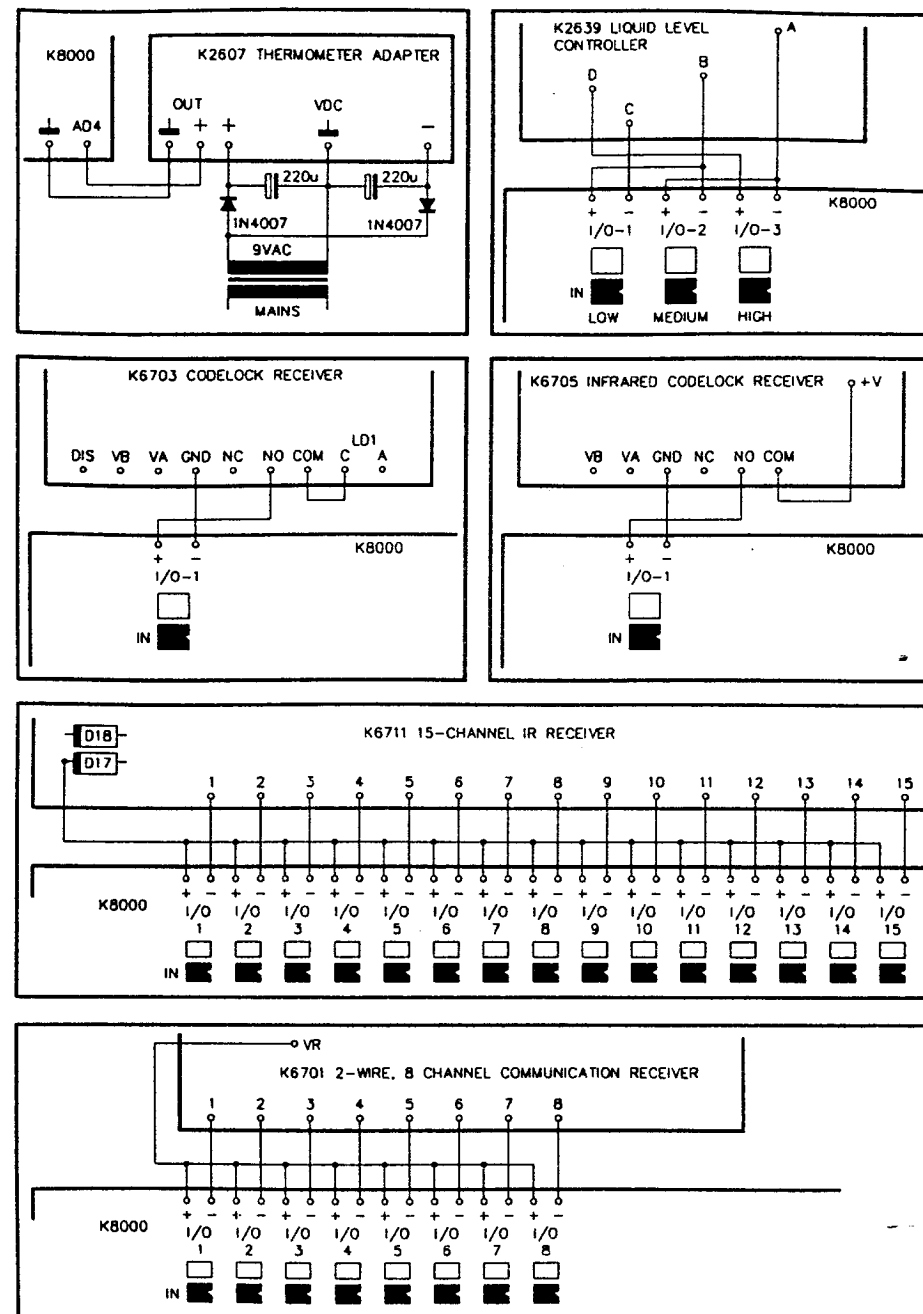 K8000
K2607 THERMOMETER ADAPTER
OUT
VDC
AD4
+
+
-
220u
220u
1N4007
1N4007
9VAC
MAINS
K2639 LIQUID LEVEL
CONTROLLER
A
B
D
C
K8000
+ - + - + -
I/O-1 I/O-2 I/O-3
IN
LOW MEDIUM HIGH
K6703 CODELOCK RECEIVER
LD1
DIS VB VA GND NC NO COM C A
K8000
+ -
I/O-1
IN
K6705 INFRARED CODELOCK RECEIVER +V
VB VA GND NC NO COM
K8000
+ -
I/O-1
IN
K6711 15-CHANNEL IR RECEIVER
D18
D17
1 2 3 4 5 6 7 8 9 10 11 12 13 14 15
+ - + - + - + - + - + - + - + - + - + - + - + - + - + - + -
K8000
I/O I/O I/O I/O I/O I/O I/O I/O I/O I/O I/O I/O I/O I/O I/O
1 2 3 4 5 6 7 8 9 10 11 12 13 14 15
IN
VR
K6701 2-WIRE, 8 CHANNEL COMMUNICATION RECEIVER
1 2 3 4 5 6 7 8
+ - + - + - + - + - + - + - + -
K8000
I/O I/O I/O I/O I/O I/O I/O I/O
1 2 3 4 5 6 7 8
IN